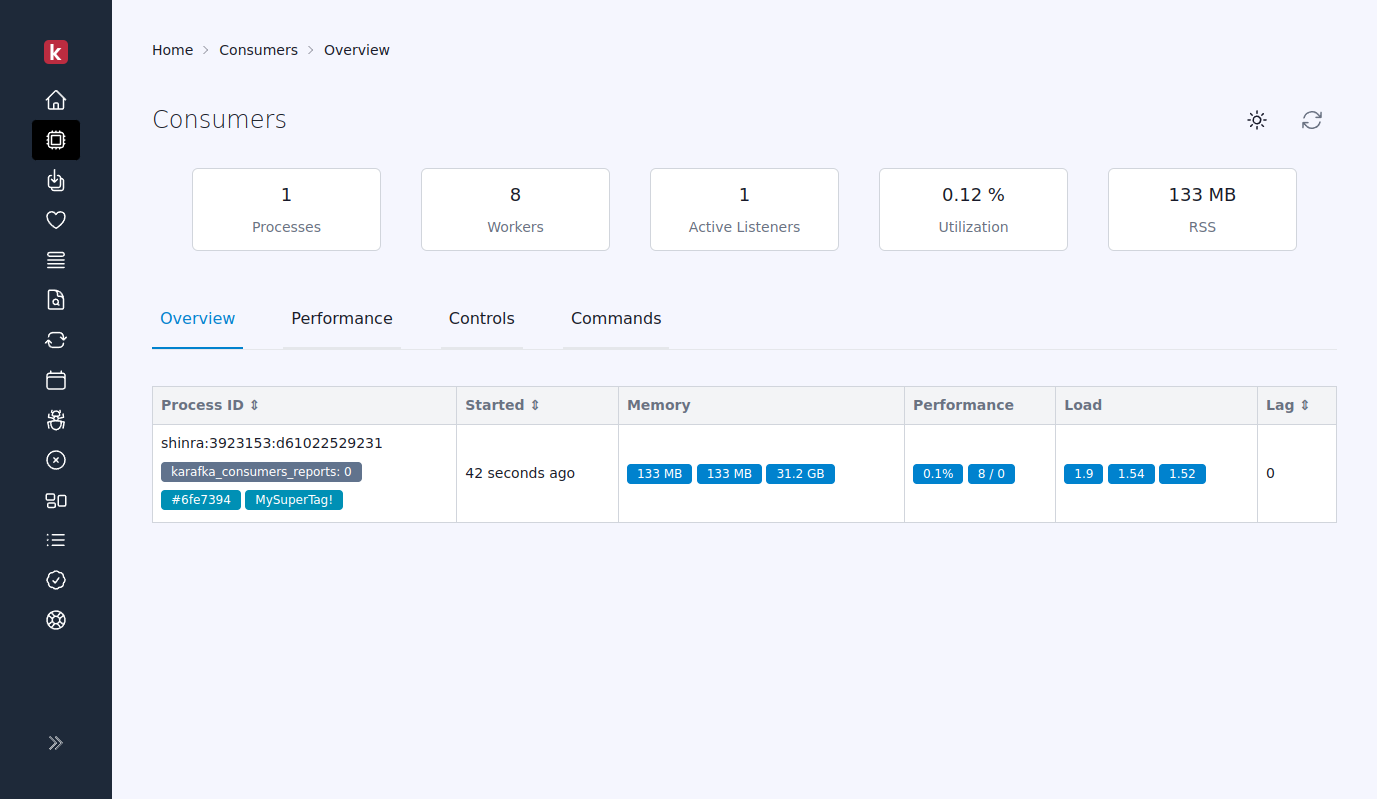 k
Home Consumers Overview
Consumers
1
Processes
8
Workers
1
Active Listeners
0.12 %
Utilization
133 MB
RSS
Overview Performance Controls Commands
Process ID ⇕ Started ⇕ Memory Performance Load Lag ⇕
shinra:3923153:d61022529231
karafka_consumers_reports: 0
#6fe7394 MySuperTag!
42 seconds ago 133 MB 133 MB 31.2 GB 0.1% 8 / 0 1.9 1.54 1.52 0